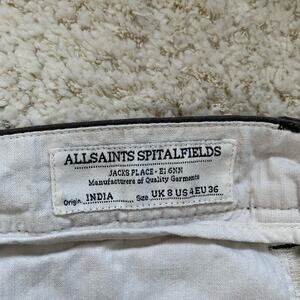 ALLSAINTS SPITALFIELDS
JACKS PLACE - E1 6NN
Manufacturers of Quality Garments
Origin. INDIA Size. UK 8 US 4 EU 36